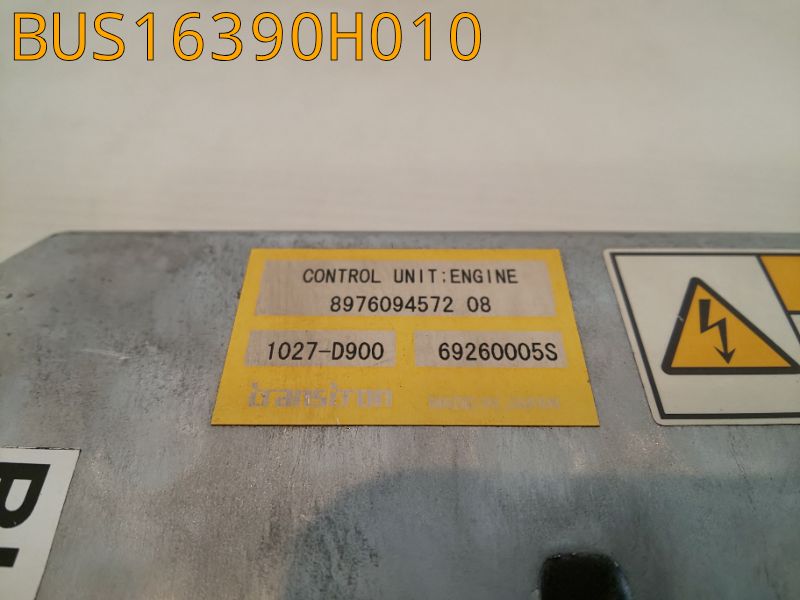 BUS16390H010
CONTROL UNIT:ENGINE
8976094572 08
1027-D900 69260005S
transtron MADE IN JAPAN